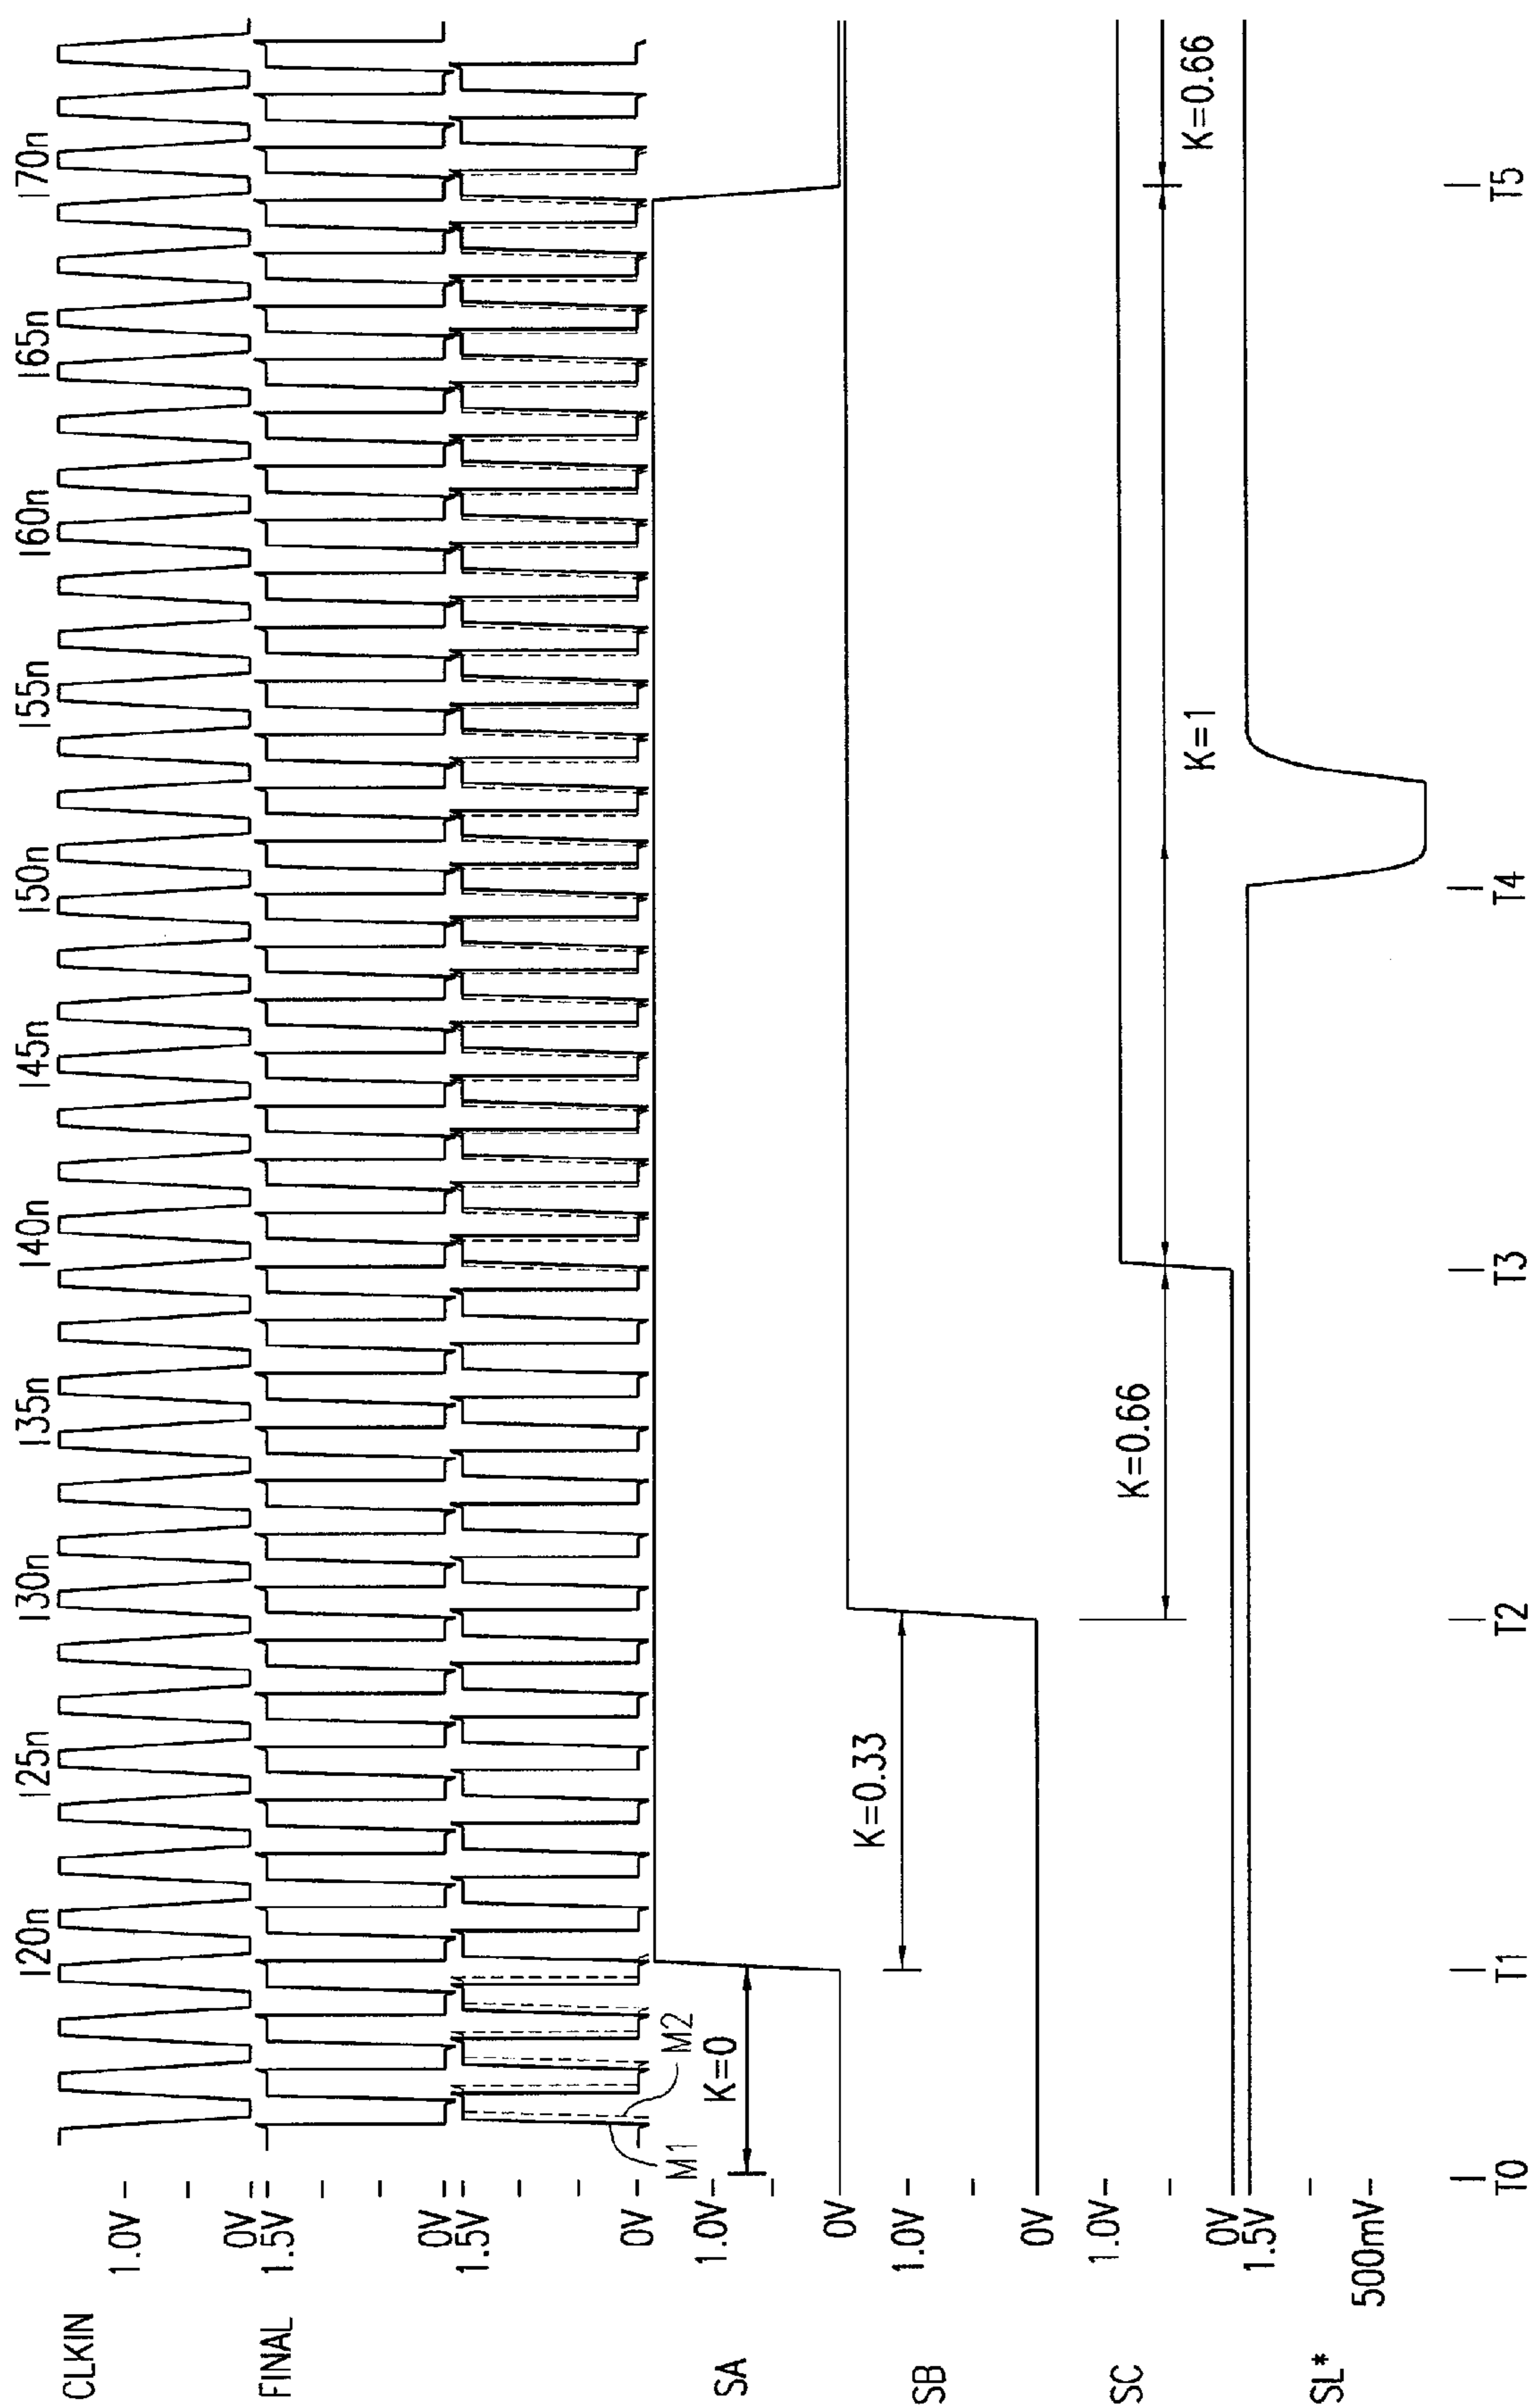 120n 125n 130n 135n 140n 145n 150n 155n 160n 165n 170n
CLKIN
1.0V
0V
FINAL
1.5V
0V
1.5V
0V
M1
M2
SA
1.0V
0V
K=0
SB
1.0V
0V
K=0.33
SC
1.0V
0V
K=0.66
K=1
K=0.66
SL*
1.5V
500mV
T0 T1 T2 T3 T4 T5